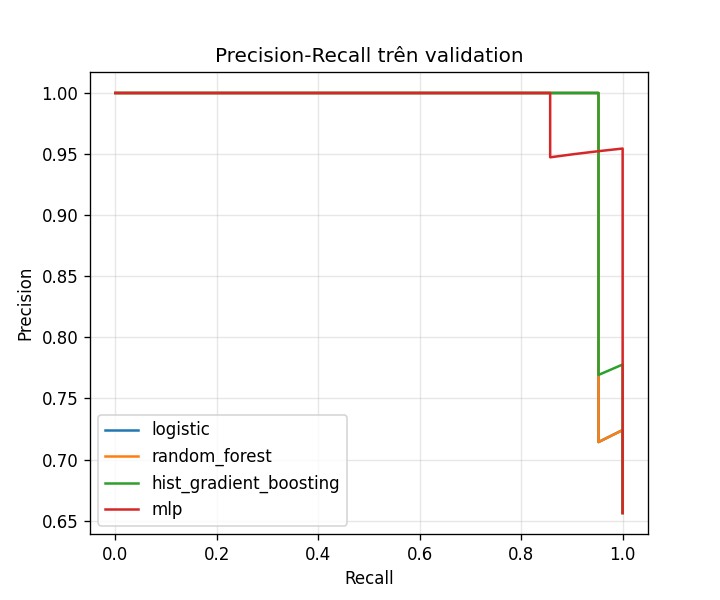 Precision-Recall trên validation
1.00
0.95
0.90
0.85
0.80
0.75
0.70
0.65
Precision
logistic
random_forest
hist_gradient_boosting
mlp
0.0 0.2 0.4 0.6 0.8 1.0
Recall